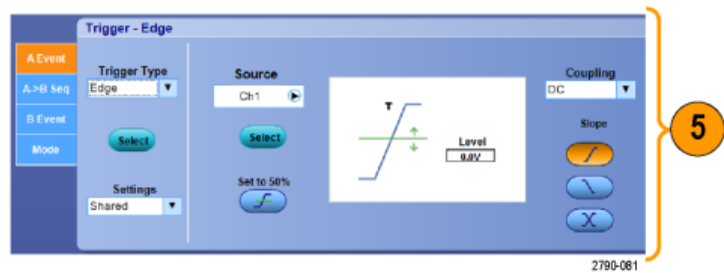 Trigger - Edge
A Event
A->B Seq
B Event
Mode
Trigger Type
Edge
Select
Settings
Shared
Source
Ch1
Select
Set to 50%
T
Level
0.0V
Coupling
DC
Slope
5
2790-081